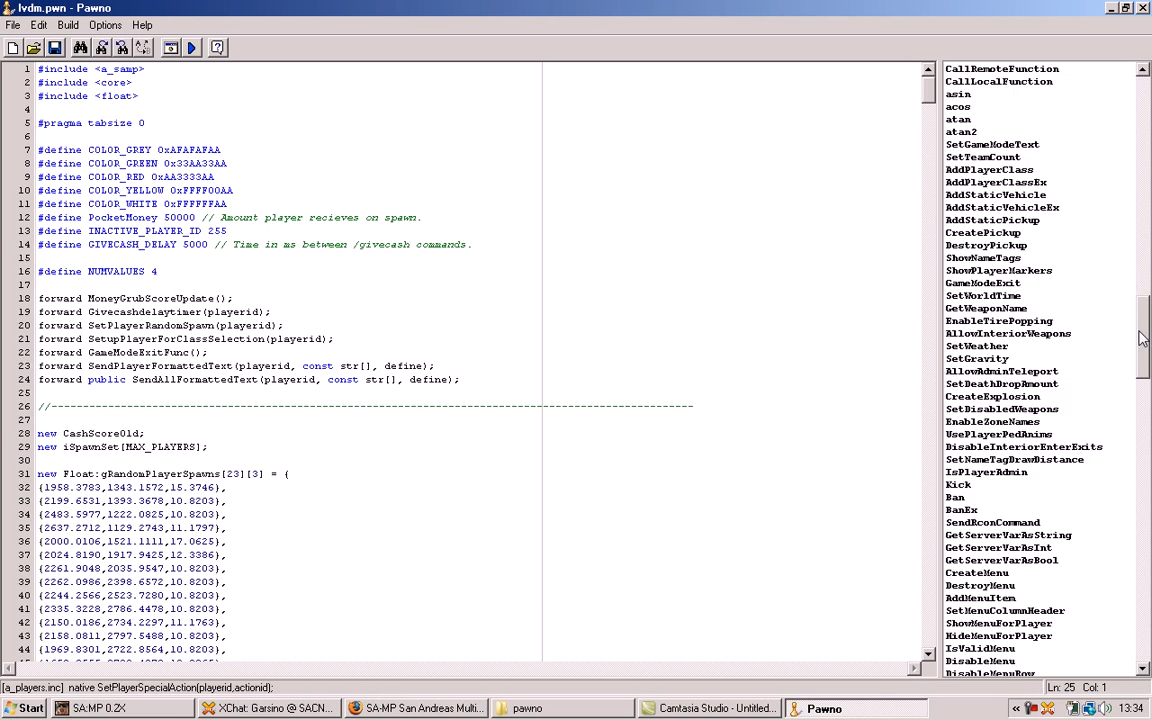 lvdm.pwn - Pawno
File Edit Build Options Help
1 #include <a_samp>
2 #include <core>
3 #include <float>
4
5 #pragma tabsize 0
6
7 #define COLOR_GREY 0xAFAFAFAA
8 #define COLOR_GREEN 0x33AA33AA
9 #define COLOR_RED 0xAA3333AA
10 #define COLOR_YELLOW 0xFFFF00AA
11 #define COLOR_WHITE 0xFFFFFFAA
12 #define PocketMoney 50000 // Amount player recieves on spawn.
13 #define INACTIVE_PLAYER_ID 255
14 #define GIVECASH_DELAY 5000 // Time in ms between /givecash commands.
15
16 #define NUMVALUES 4
17
18 forward MoneyGrubScoreUpdate();
19 forward Givecashdelaytimer(playerid);
20 forward SetPlayerRandomSpawn(playerid);
21 forward SetupPlayerForClassSelection(playerid);
22 forward GameModeExitFunc();
23 forward SendPlayerFormattedText(playerid, const str[], define);
24 forward public SendAllFormattedText(playerid, const str[], define);
25
26 //------------------------------------------------------------------------------------------------------
27
28 new CashScoreOld;
29 new iSpawnSet[MAX_PLAYERS];
30
31 new Float:gRandomPlayerSpawns[23][3] = {
32 {1958.3783,1343.1572,15.3746},
33 {2199.6531,1393.3678,10.8203},
34 {2483.5977,1222.0825,10.8203},
35 {2637.2712,1129.2743,11.1797},
36 {2000.0106,1521.1111,17.0625},
37 {2024.8190,1917.9425,12.3386},
38 {2261.9048,2035.9547,10.8203},
39 {2262.0986,2398.6572,10.8203},
40 {2244.2566,2523.7280,10.8203},
41 {2335.3228,2786.4478,10.8203},
42 {2150.0186,2734.2297,11.1763},
43 {2158.0811,2797.5488,10.8203},
44 {1969.8301,2722.8564,10.8203},
CallRemoteFunction
CallLocalFunction
asin
acos
atan
atan2
SetGameModeText
SetTeamCount
AddPlayerClass
AddPlayerClassEx
AddStaticVehicle
AddStaticVehicleEx
AddStaticPickup
CreatePickup
DestroyPickup
ShowNameTags
ShowPlayerMarkers
GameModeExit
SetWorldTime
GetWeaponName
EnableTirePopping
AllowInteriorWeapons
SetWeather
SetGravity
AllowAdminTeleport
SetDeathDropAmount
CreateExplosion
SetDisabledWeapons
EnableZoneNames
UsePlayerPedAnims
DisableInteriorEnterExits
SetNameTagDrawDistance
IsPlayerAdmin
Kick
Ban
BanEx
SendRconCommand
GetServerVarAsString
GetServerVarAsInt
GetServerVarAsBool
CreateMenu
DestroyMenu
AddMenuItem
SetMenuColumnHeader
ShowMenuForPlayer
HideMenuForPlayer
IsValidMenu
DisableMenu
DisableMenuRow
[a_players.inc] native SetPlayerSpecialAction(playerid,actionid);
Ln: 25 Col: 1
Start SA:MP 0.2X XChat: Garsino @ SACN... SA-MP San Andreas Multi... pawno Camtasia Studio - Untitled... Pawno « 13:34